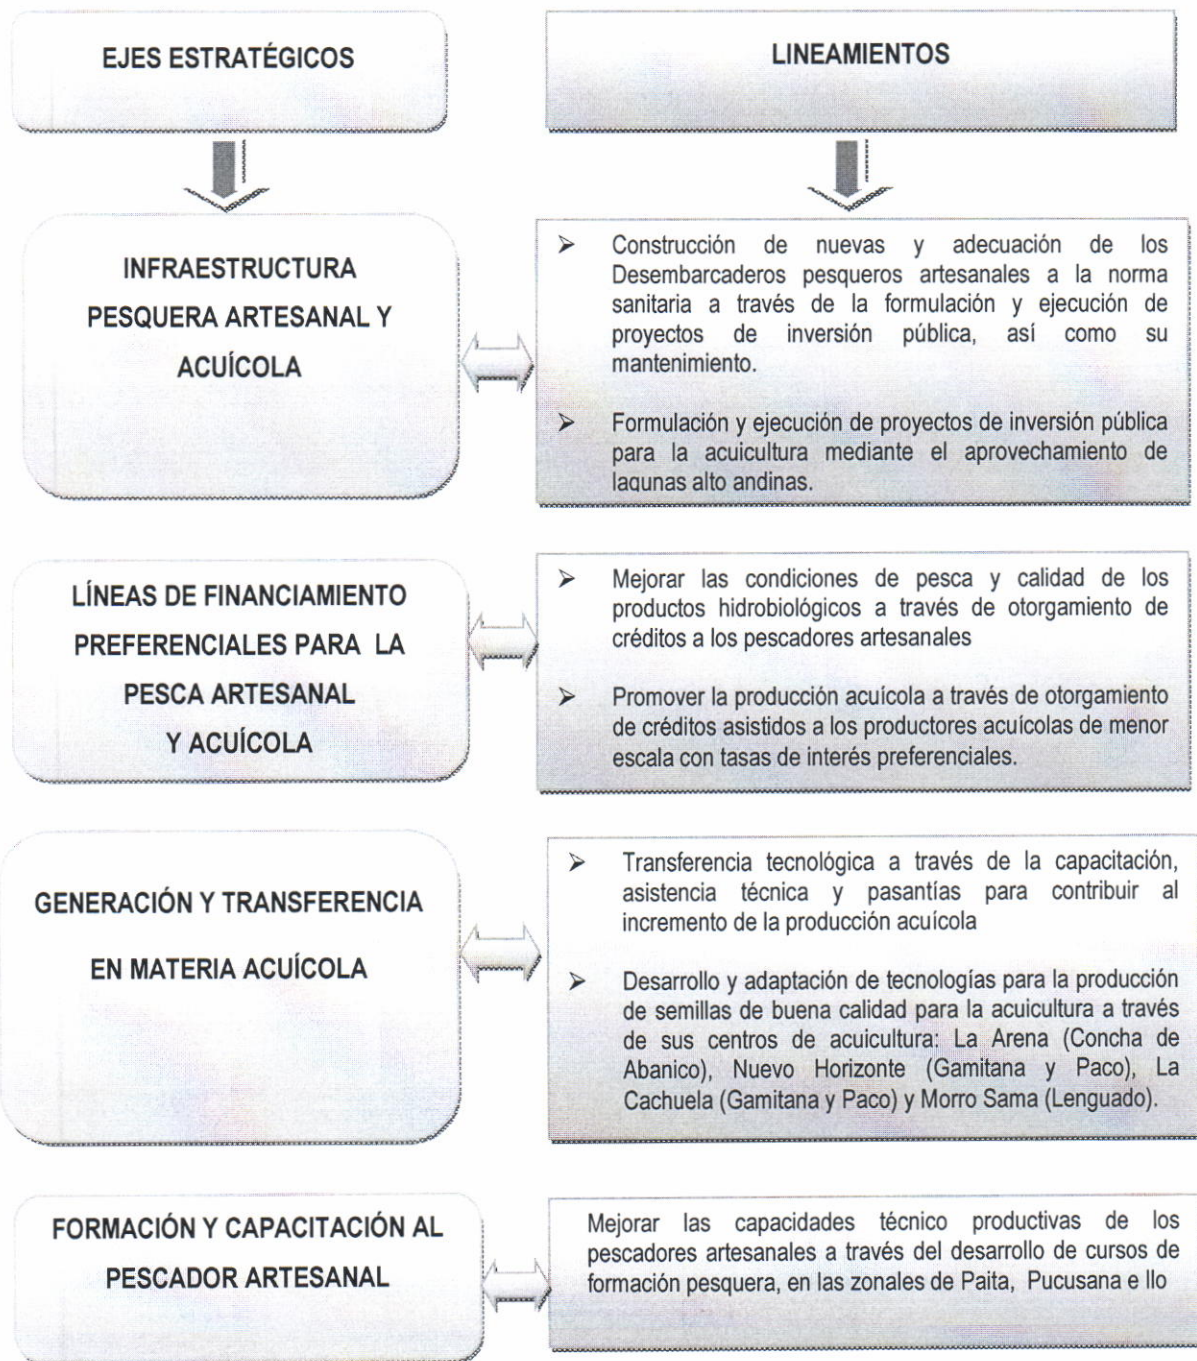 EJES ESTRATÉGICOS
LINEAMIENTOS
INFRAESTRUCTURA
PESQUERA ARTESANAL Y
ACUÍCOLA
➢ Construcción de nuevas y adecuación de los
Desembarcaderos pesqueros artesanales a la norma
sanitaria a través de la formulación y ejecución de
proyectos de inversión pública, así como su
mantenimiento.
➢ Formulación y ejecución de proyectos de inversión pública
para la acuicultura mediante el aprovechamiento de
lagunas alto andinas.
LÍNEAS DE FINANCIAMIENTO
PREFERENCIALES PARA LA
PESCA ARTESANAL
Y ACUÍCOLA
➢ Mejorar las condiciones de pesca y calidad de los
productos hidrobiológicos a través de otorgamiento de
créditos a los pescadores artesanales
➢ Promover la producción acuícola a través de otorgamiento
de créditos asistidos a los productores acuícolas de menor
escala con tasas de interés preferenciales.
GENERACIÓN Y TRANSFERENCIA
EN MATERIA ACUÍCOLA
➢ Transferencia tecnológica a través de la capacitación,
asistencia técnica y pasantías para contribuir al
incremento de la producción acuícola
➢ Desarrollo y adaptación de tecnologías para la producción
de semillas de buena calidad para la acuicultura a través
de sus centros de acuicultura: La Arena (Concha de
Abanico), Nuevo Horizonte (Gamitana y Paco), La
Cachuela (Gamitana y Paco) y Morro Sama (Lenguado).
FORMACIÓN Y CAPACITACIÓN AL
PESCADOR ARTESANAL
Mejorar las capacidades técnico productivas de los
pescadores artesanales a través del desarrollo de cursos de
formación pesquera, en las zonales de Paita, Pucusana e Ilo